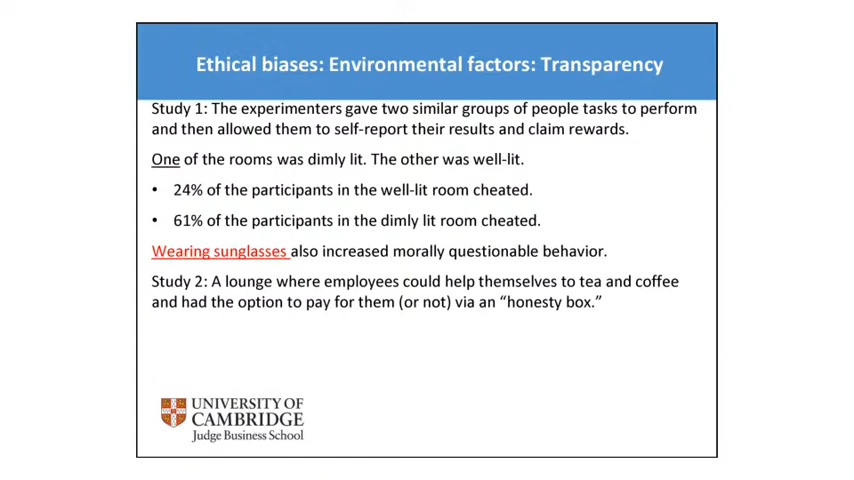 Ethical biases: Environmental factors: Transparency
Study 1: The experimenters gave two similar groups of people tasks to perform
and then allowed them to self-report their results and claim rewards.
One of the rooms was dimly lit. The other was well-lit.
• 24% of the participants in the well-lit room cheated.
• 61% of the participants in the dimly lit room cheated.
Wearing sunglasses also increased morally questionable behavior.
Study 2: A lounge where employees could help themselves to tea and coffee
and had the option to pay for them (or not) via an “honesty box.”
UNIVERSITY OF
CAMBRIDGE
Judge Business School